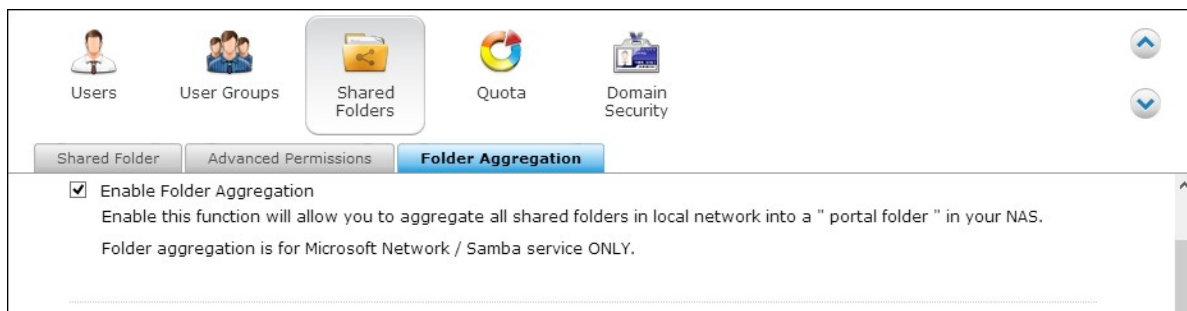 Users
User Groups
Shared
Folders
Quota
Domain
Security
Shared Folder
Advanced Permissions
Folder Aggregation
Enable Folder Aggregation
Enable this function will allow you to aggregate all shared folders in local network into a " portal folder " in your NAS.
Folder aggregation is for Microsoft Network / Samba service ONLY.